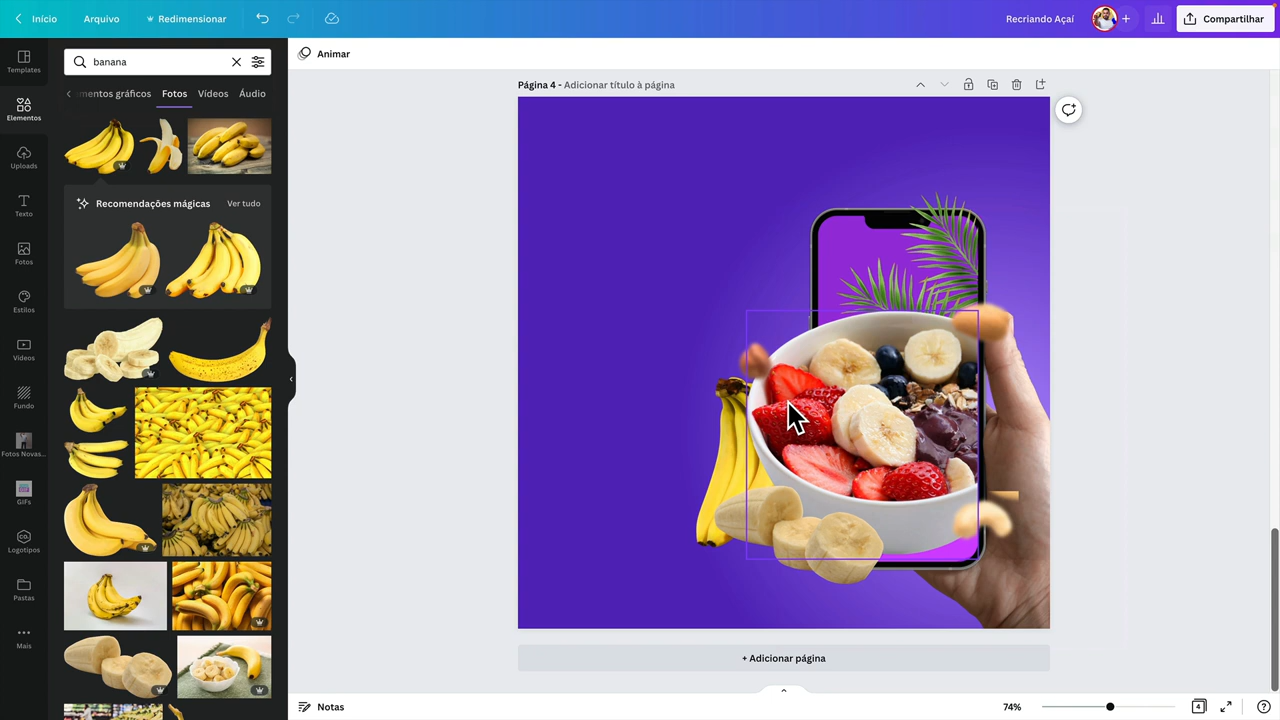 Início
Arquivo
Redimensionar
Recriando Açaí
Compartilhar
Templates
Elementos
Uploads
Texto
Fotos
Estilos
Vídeos
Fundo
Fotos Novas...
GIFs
Logotipos
Pastas
Mais
banana
mentos gráficos
Fotos
Vídeos
Áudio
Recomendações mágicas
Ver tudo
Animar
Página 4 - Adicionar título à página
+ Adicionar página
Notas
74%
4